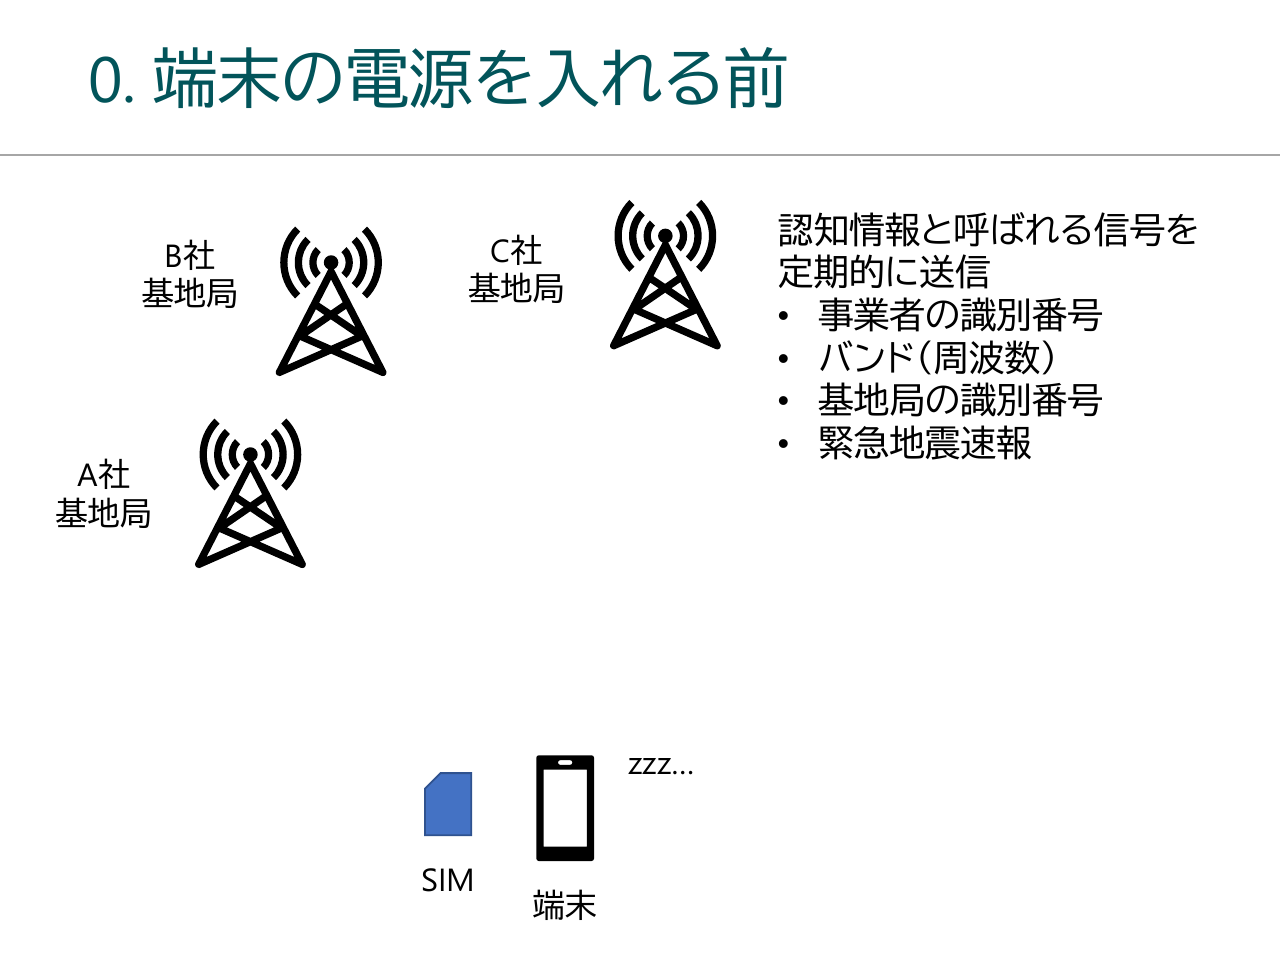 0. 端末の電源を入れる前
B社
基地局
C社
基地局
認知情報と呼ばれる信号を
定期的に送信
• 事業者の識別番号
• バンド（周波数）
• 基地局の識別番号
• 緊急地震速報
A社
基地局
zzz…
SIM
端末